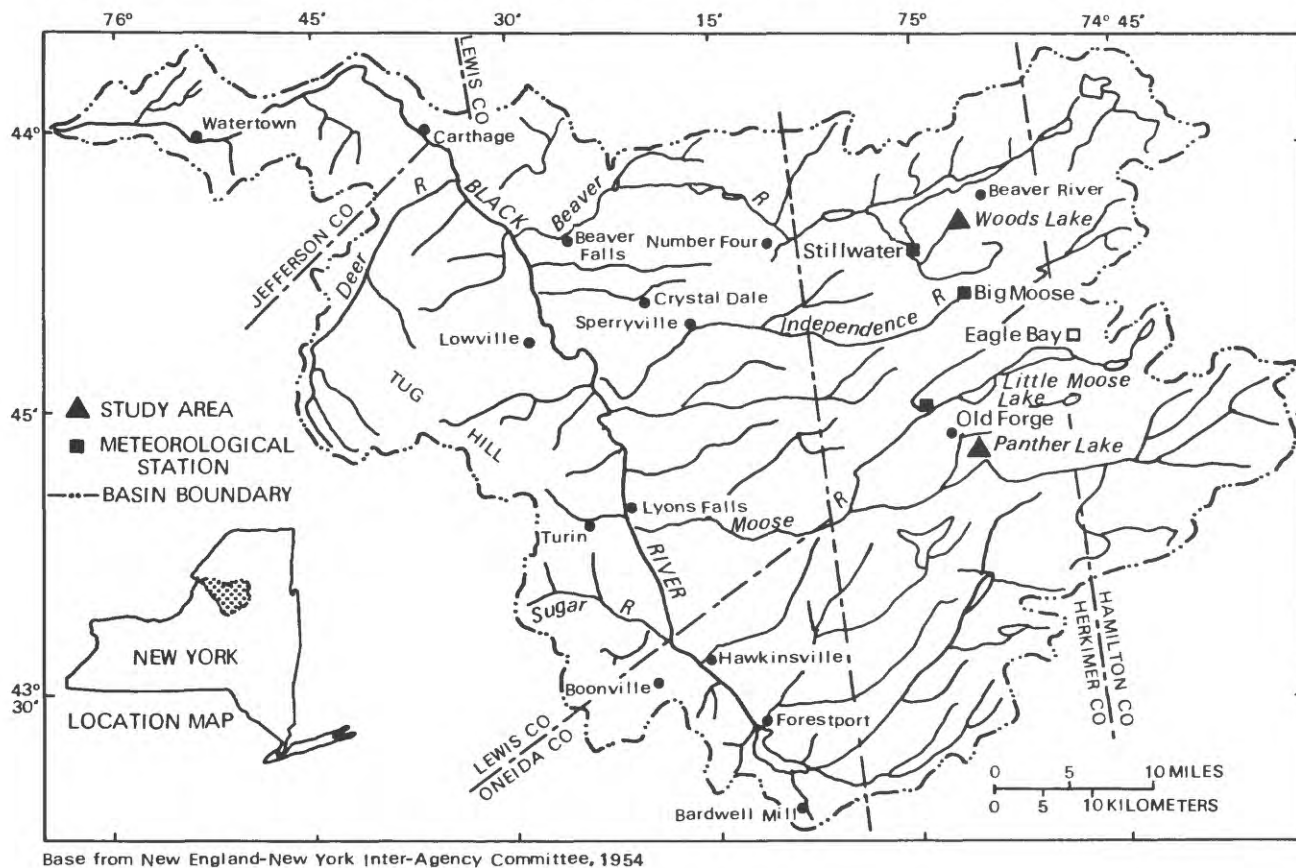 76° 45' 30' 15' 75° 74° 45'
LEWIS CO
44°
Watertown
Carthage
BLACK
Beaver
R
Beaver River
Woods Lake
JEFFERSON CO
R
Deer
Beaver
Falls
Number Four
Stillwater
Crystal Dale
Sperryville
Independence
R
Big Moose
Eagle Bay
Lowville
TUG
HILL
Little Moose
Lake
Old Forge
Panther Lake
45'
STUDY AREA
METEOROLOGICAL
STATION
BASIN BOUNDARY
Lyons Falls
Moose
R
Turin
RIVER
Sugar
R
NEW YORK
LOCATION MAP
Hawkinsville
Boonville
HAMILTON CO
HERKIMER CO
43°
30'
LEWIS CO
ONEIDA CO
Forestport
Bardwell Mill
0 5 10 MILES
0 5 10 KILOMETERS
Base from New England-New York Inter-Agency Committee, 1954